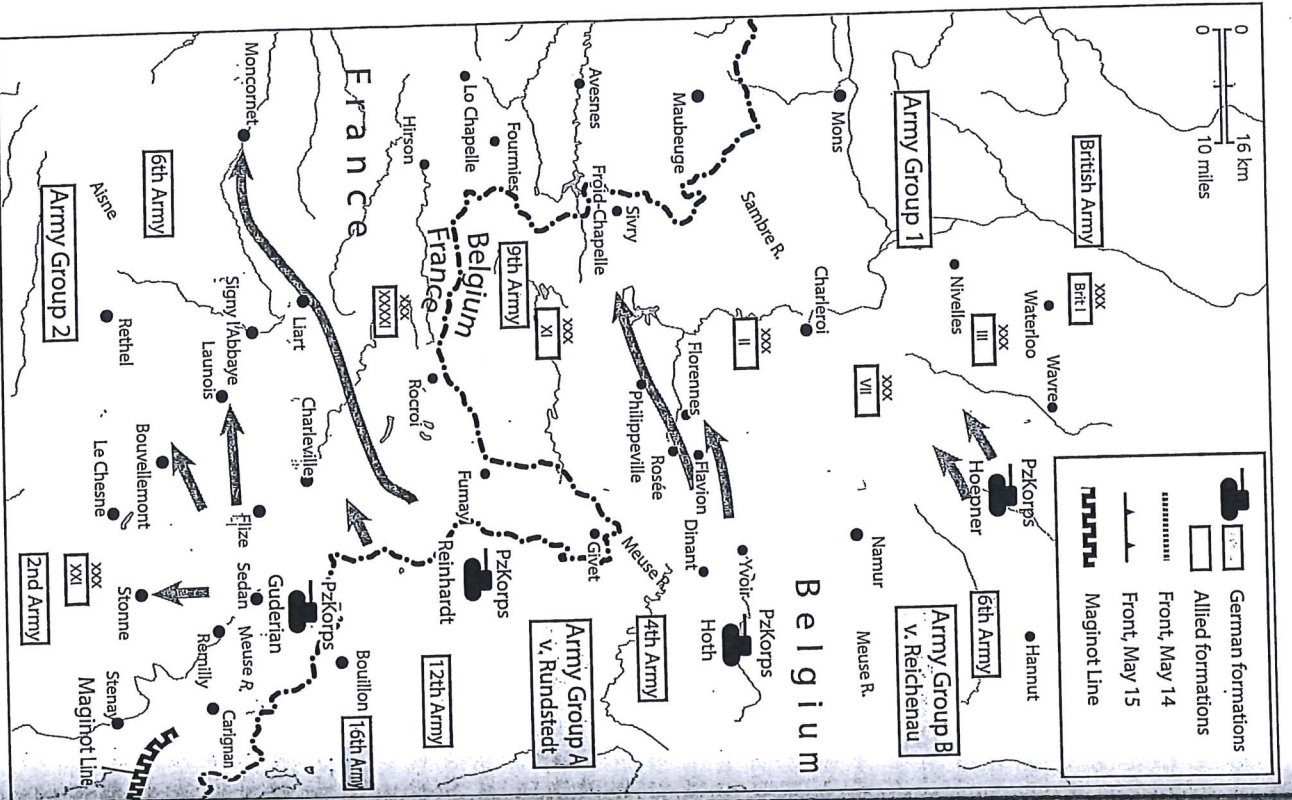 0
16 km
0
10 miles
British Army
xxx
Brit I
Waterloo
Wavre
Army Group 1
Nivelles
xxx
III
Mons
Charleroi
xxx
VII
PzKorps
Hoepner
Hannut
6th Army
Army Group B
v. Reichenau
German formations
Allied formations
Front, May 14
Front, May 15
Maginot Line
Namur
Meuse R.
Belgium
Sambre R.
Maubeuge
xxx
II
Florennes
Flavion
Rosée
Philippeville
Yvoir
Dinant
PzKorps
Hoth
Meuse R.
4th Army
Avesnes
Froid-Chapelle
Sivry
xxx
XI
9th Army
Givet
Army Group A
v. Rundstedt
Fourmies
Lo Chapelle
Hirson
Belgium
France
xxx
XXXXI
Rocroi
Fumay
PzKorps
Reinhardt
12th Army
France
Moncornet
Liart
Signy l'Abbaye
Launois
Charleville
Flize
Sedan
PzKorps
Guderian
Bouillon
16th Army
6th Army
Aisne
Army Group 2
Rethel
Bouvellemont
Le Chesne
Stonne
xxx
XXI
2nd Army
Meuse R.
Remilly
Carignan
Stenay
Maginot Line